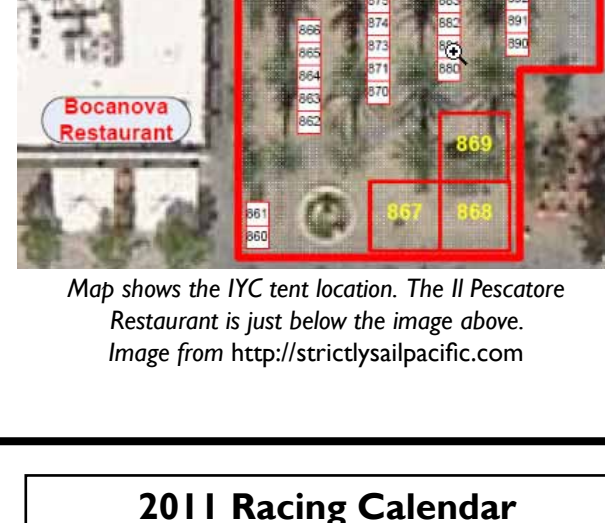 866 874 882 891
865 873 890
864 871 880
863 870
862
Bocanova
Restaurant
869
861 867 868
860
Map shows the IYC tent location. The Il Pescatore
Restaurant is just below the image above.
Image from http://strictlysailpacific.com
2011 Racing Calendar